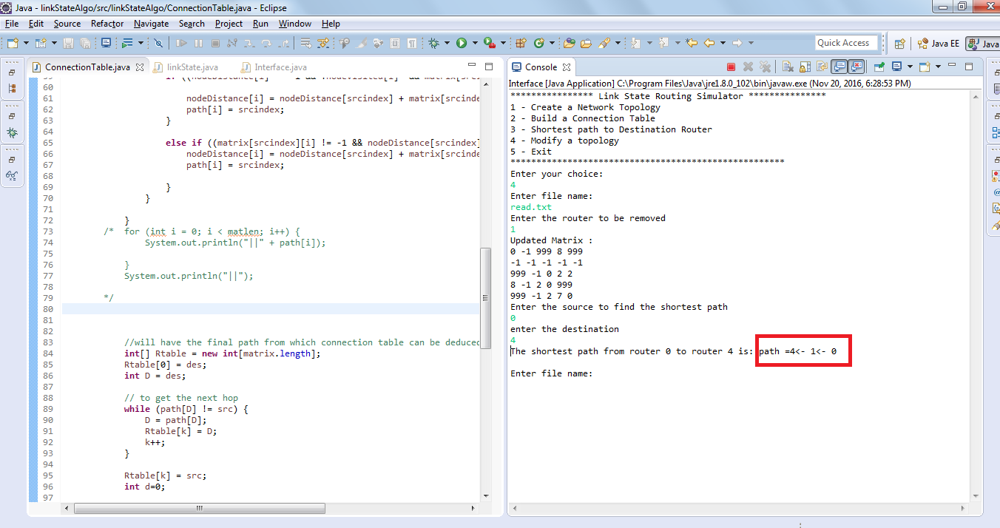 Java - linkStateAlgo/src/linkStateAlgo/ConnectionTable.java - Eclipse
File Edit Source Refactor Navigate Search Project Run Window Help
Quick Access Java EE Java
ConnectionTable.java linkState.java Interface.java
60
61 nodeDistance[i] = nodeDistance[srcindex] + matrix[srcinde
62 path[i] = srcindex;
63 }
64
65 else if ((matrix[srcindex][i] != -1 && nodeDistance[srcindex]
66 nodeDistance[i] = nodeDistance[srcindex] + matrix[srcinde
67 path[i] = srcindex;
68
69 }
70 }
71
72 }
73 /* for (int i = 0; i < matlen; i++) {
74 System.out.println("||" + path[i]);
75
76 }
77 System.out.println("||");
78
79 */
80
81
82
83 //will have the final path from which connection table can be deduced
84 int[] Rtable = new int[matrix.length];
85 Rtable[0] = des;
86 int D = des;
87
88 // to get the next hop
89 while (path[D] != src) {
90 D = path[D];
91 Rtable[k] = D;
92 k++;
93 }
94
95 Rtable[k] = src;
96 int d=0;
97
Console
Interface [Java Application] C:\Program Files\Java\jre1.8.0_102\bin\javaw.exe (Nov 20, 2016, 6:28:53 PM)
**************** Link State Routing Simulator ***************
1 - Create a Network Topology
2 - Build a Connection Table
3 - Shortest path to Destination Router
4 - Modify a topology
5 - Exit
*****************************************************
Enter your choice:
4
Enter file name:
read.txt
Enter the router to be removed
1
Updated Matrix :
0 -1 999 8 999
-1 -1 -1 -1 -1
999 -1 0 2 2
8 -1 2 0 999
999 -1 2 7 0
Enter the source to find the shortest path
0
enter the destination
4
The shortest path from router 0 to router 4 is: path =4<- 1<- 0
Enter file name: